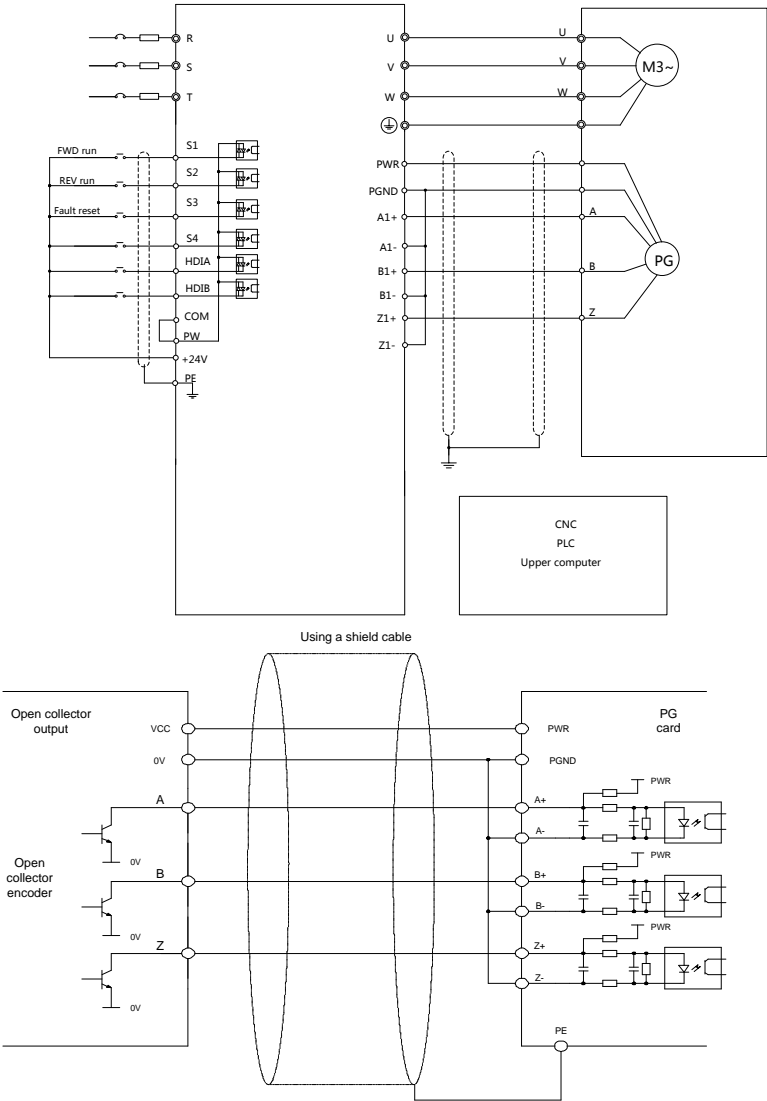 R
S
T
U
V
W
U
V
W
M3~
FWD run
REV run
Fault reset
S1
S2
S3
S4
HDIA
HDIB
COM
PW
+24V
PE
PWR
PGND
A1+
A1-
B1+
B1-
Z1+
Z1-
A
B
Z
PG
CNC
PLC
Upper computer
Using a shield cable
Open collector
output
VCC
0V
A
0V
Open
collector
encoder
B
0V
Z
0V
PG
card
PWR
PGND
PWR
A+
A-
PWR
B+
B-
PWR
Z+
Z-
PE